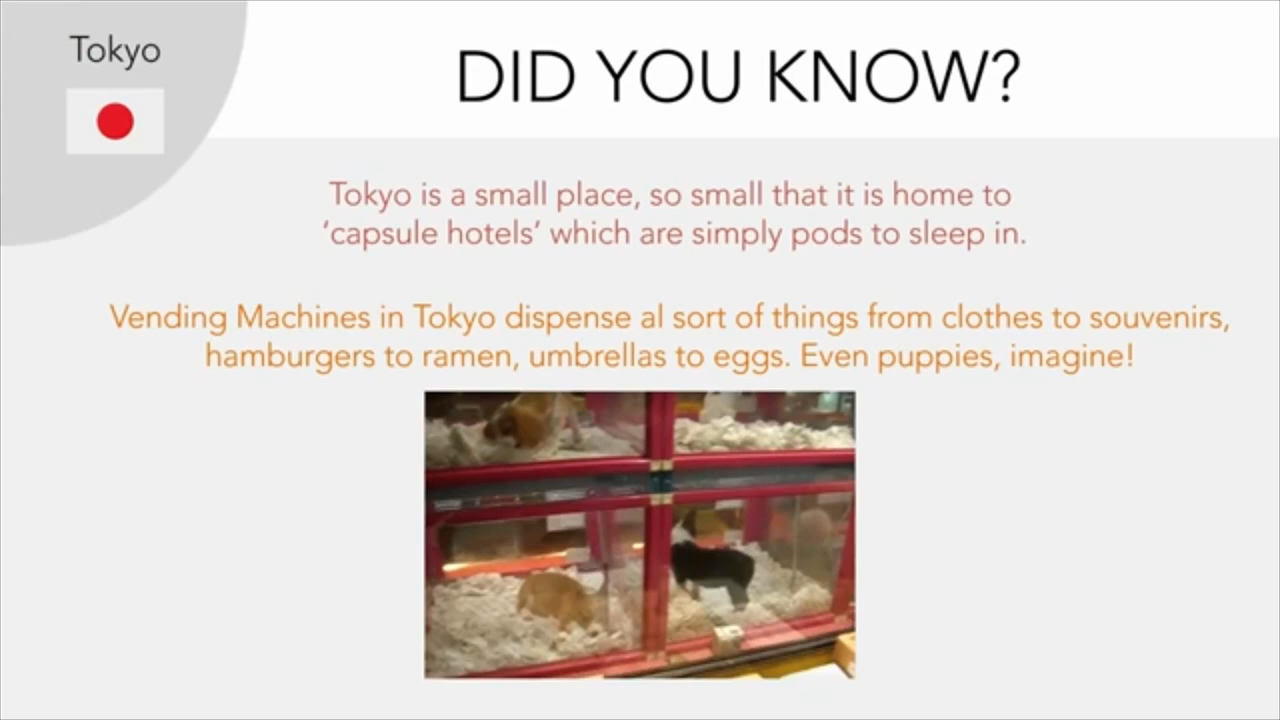 Tokyo
DID YOU KNOW?
Tokyo is a small place, so small that it is home to
‘capsule hotels’ which are simply pods to sleep in.
Vending Machines in Tokyo dispense al sort of things from clothes to souvenirs,
hamburgers to ramen, umbrellas to eggs. Even puppies, imagine!